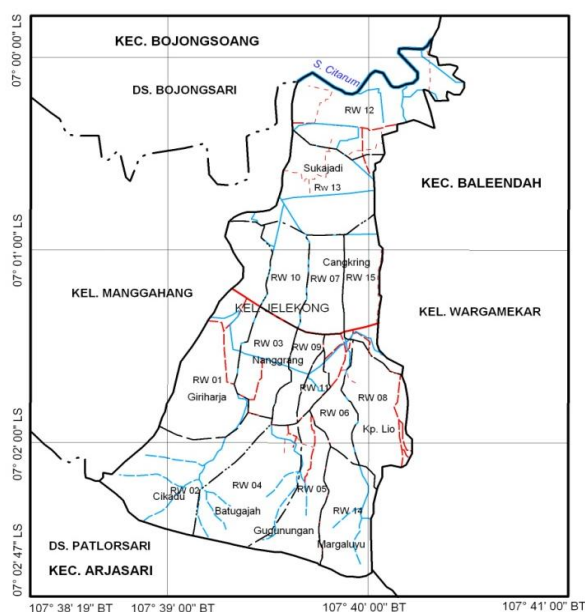 KEC. BOJONGSOANG
07° 00' 00" LS
S. Citarum
DS. BOJONGSARI
RW 12
Sukajadi
KEC. BALEENDAH
Rw 13
07° 01' 00" LS
Cangkring
RW 10
RW 07
RW 15
KEL. MANGGAHANG
KEL. JELEKONG
KEL. WARGAMEKAR
RW 03
RW 09
Nanggrang
RW 01
RW 11
RW 08
Giriharja
RW 06
Kp. Lio
07° 02' 00" LS
RW 02
RW 04
RW 05
Cikadu
Batugajah
RW 14
Gugunungan
Margaluyu
DS. PATLORSARI
KEC. ARJASARI
07° 02' 47" LS
107° 38' 19" BT
107° 39' 00" BT
107° 40' 00" BT
107° 41' 00" BT